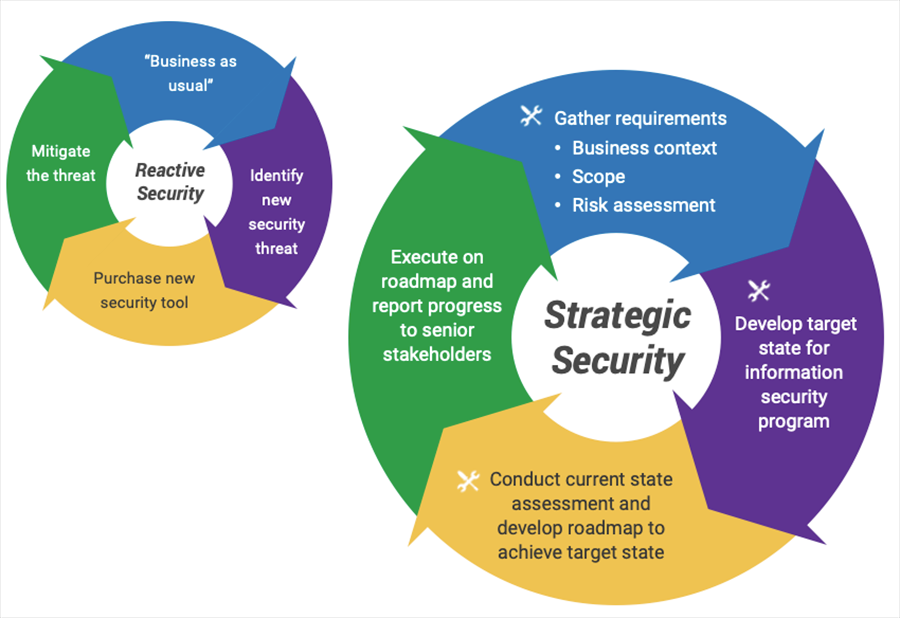 “Business as
usual”
Identify
new
security
threat
Purchase new
security tool
Mitigate
the threat
Reactive
Security
Gather requirements
• Business context
• Scope
• Risk assessment
Develop target
state for
information
security
program
Conduct current state
assessment and
develop roadmap to
achieve target state
Execute on
roadmap and
report progress
to senior
stakeholders
Strategic
Security